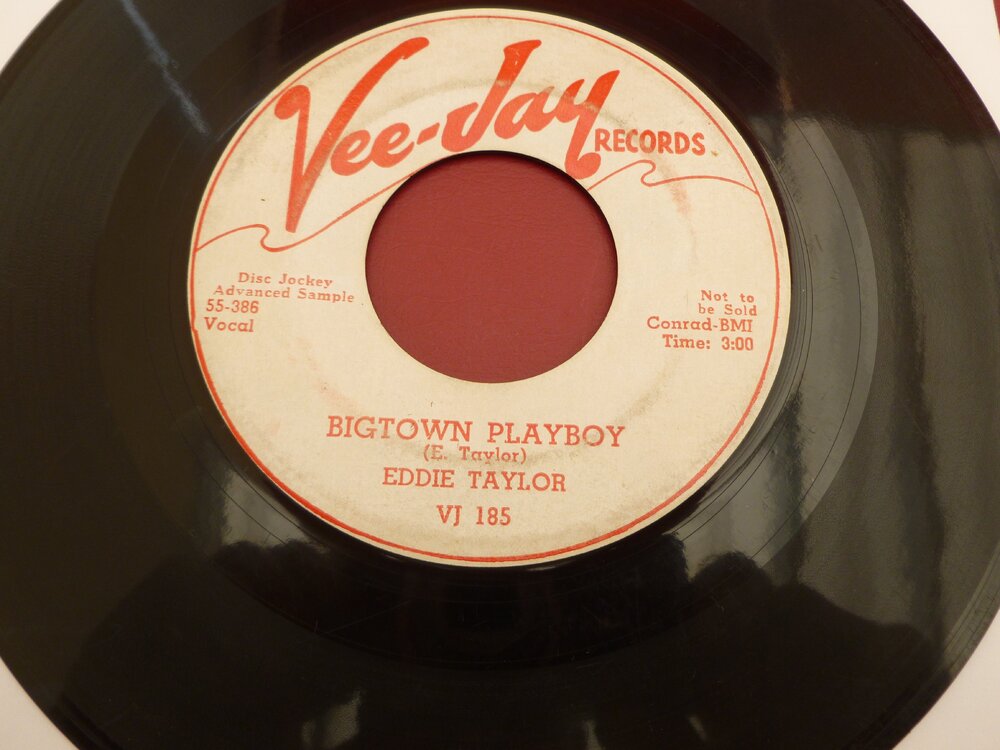 Vee-Jay
RECORDS
Disc Jockey
Advanced Sample
55-386
Vocal
Not to
be Sold
Conrad-BMI
Time: 3:00
BIGTOWN PLAYBOY
(E. Taylor)
EDDIE TAYLOR
VJ 185